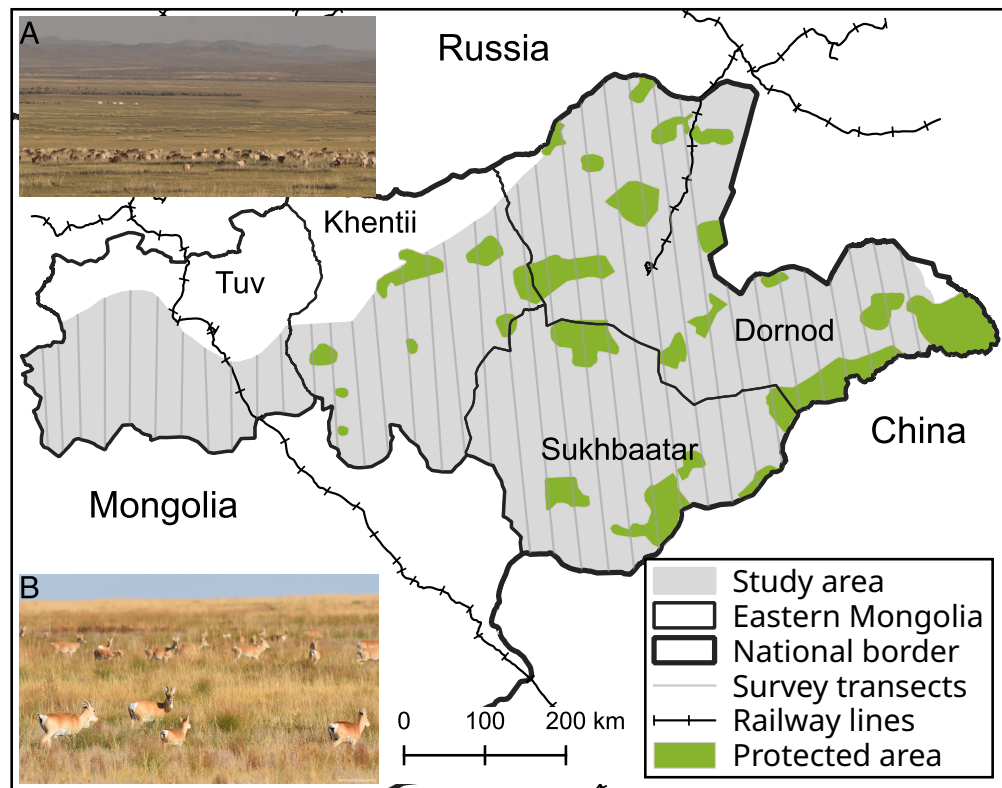 A
Russia
Khentii
Tuv
Dornod
China
Sukhbaatar
Mongolia
B
0 100 200 km
Study area
Eastern Mongolia
National border
Survey transects
Railway lines
Protected area